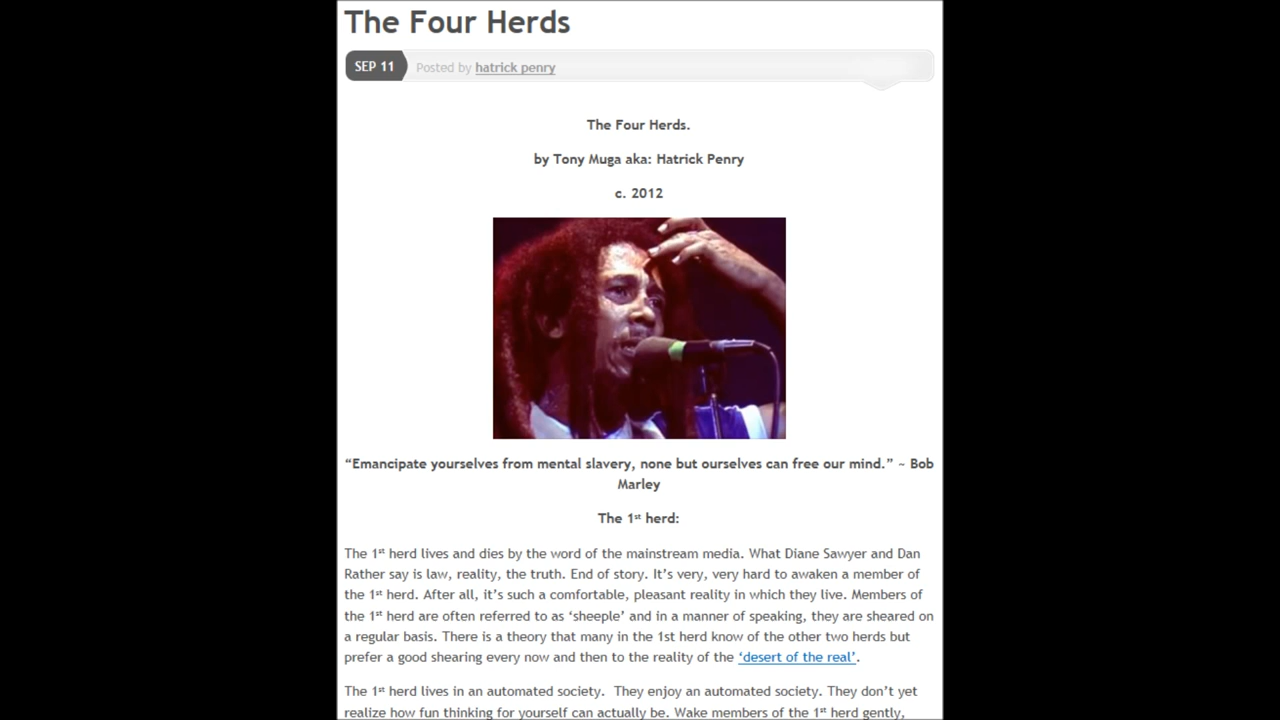 The Four Herds
SEP 11 Posted by hatrick penry
The Four Herds.
by Tony Muga aka: Hatrick Penry
c. 2012
“Emancipate yourselves from mental slavery, none but ourselves can free our mind.” ~ Bob
Marley
The 1st herd:
The 1st herd lives and dies by the word of the mainstream media. What Diane Sawyer and Dan
Rather say is law, reality, the truth. End of story. It’s very, very hard to awaken a member of
the 1st herd. After all, it’s such a comfortable, pleasant reality in which they live. Members of
the 1st herd are often referred to as ‘sheeple’ and in a manner of speaking, they are sheared on
a regular basis. There is a theory that many in the 1st herd know of the other two herds but
prefer a good shearing every now and then to the reality of the ‘desert of the real’.
The 1st herd lives in an automated society.  They enjoy an automated society. They don’t yet
realize how fun thinking for yourself can actually be. Wake members of the 1st herd gently,